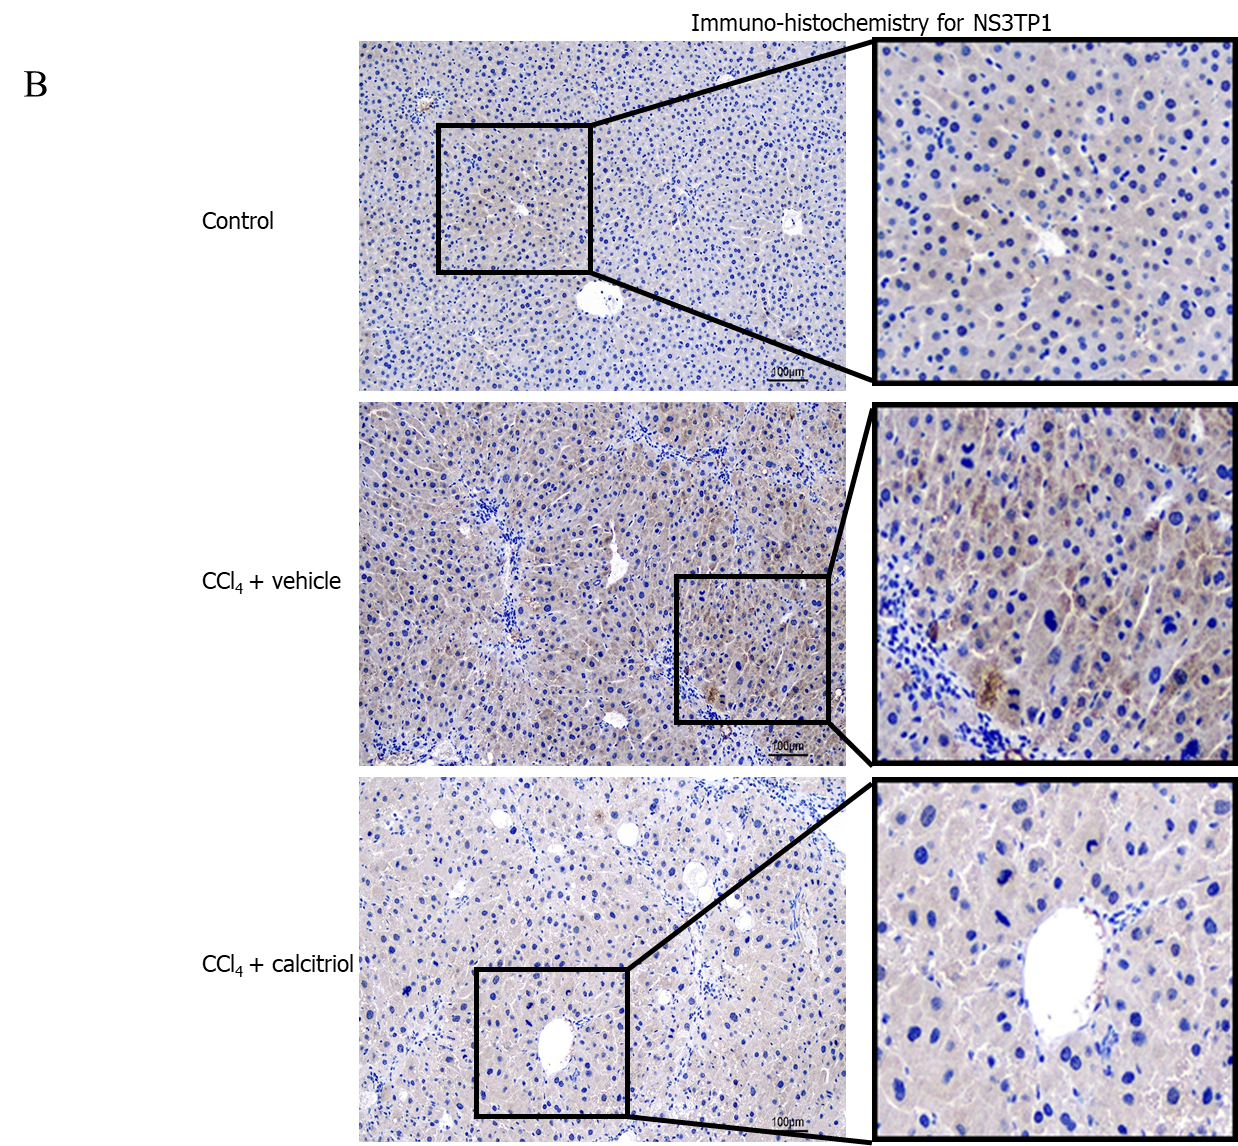 Immuno-histochemistry for NS3TP1
B
Control
100μm
CCl₄ + vehicle
100μm
CCl₄ + calcitriol
100μm